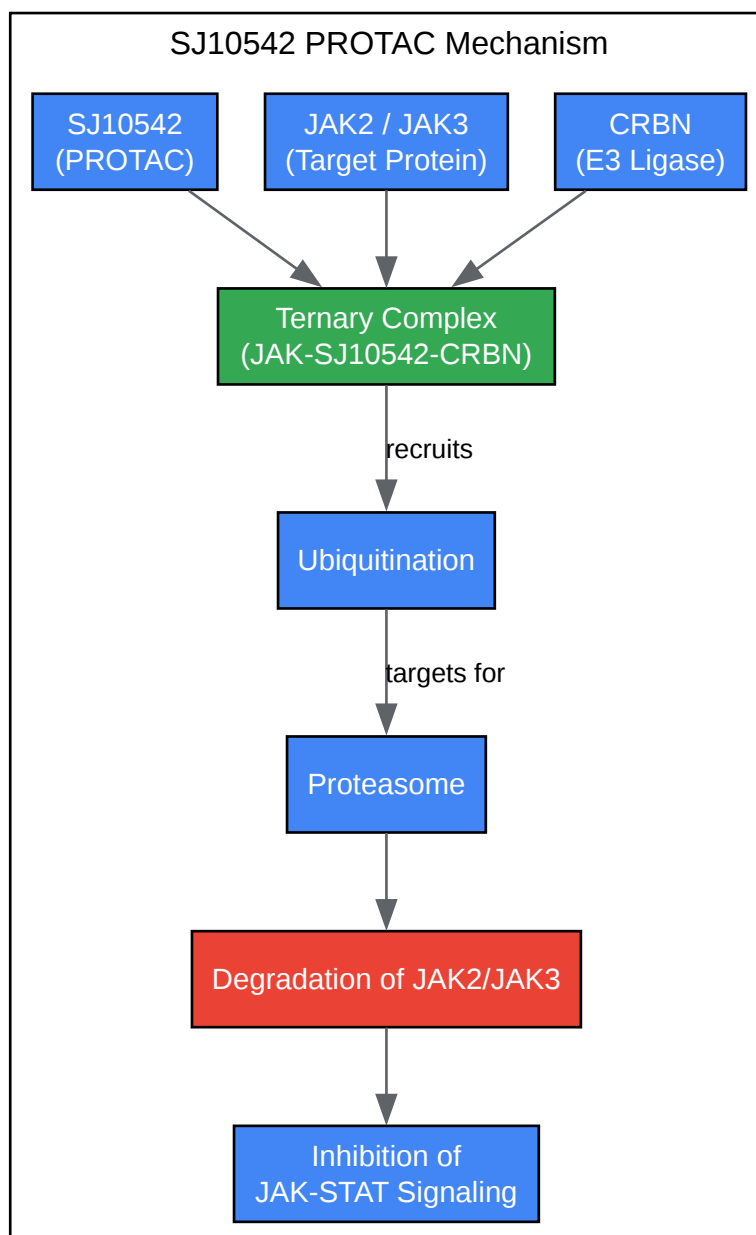 SJ10542 PROTAC Mechanism
SJ10542
(PROTAC)
JAK2 / JAK3
(Target Protein)
CRBN
(E3 Ligase)
Ternary Complex
(JAK-SJ10542-CRBN)
recruits
Ubiquitination
targets for
Proteasome
Degradation of JAK2/JAK3
Inhibition of
JAK-STAT Signaling